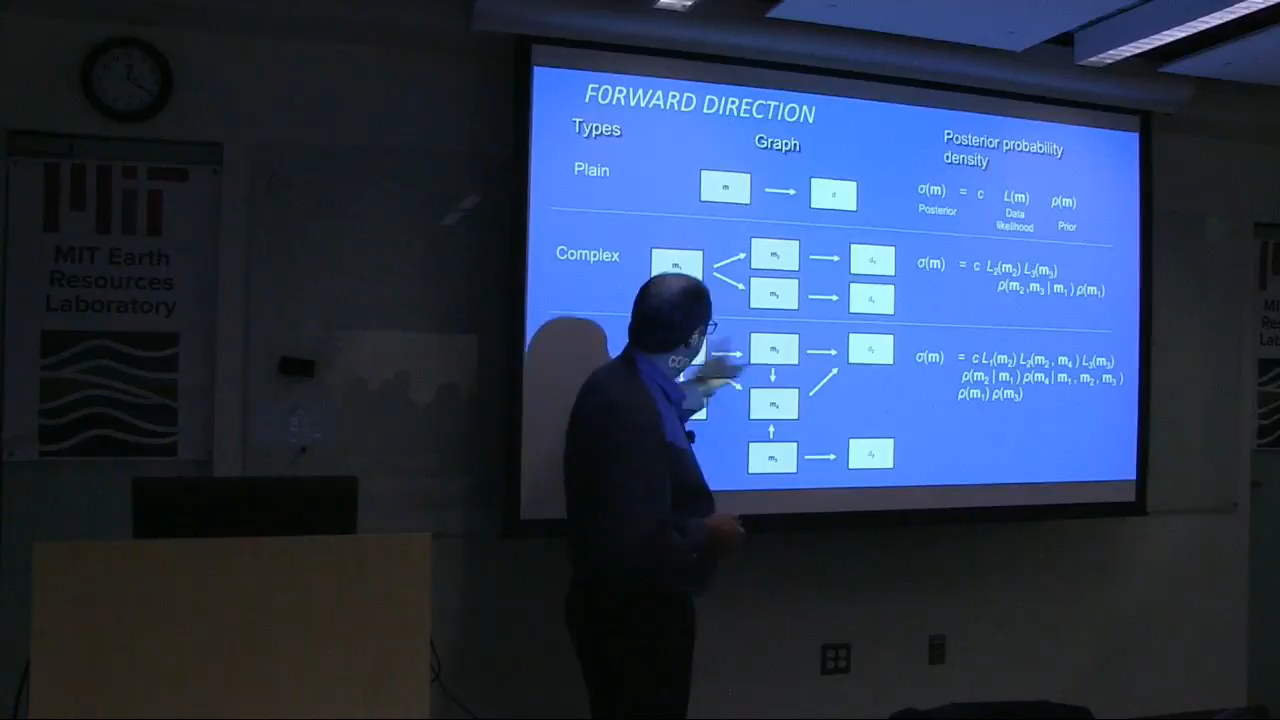 MIT
MIT Earth
Resources
Laboratory
FORWARD DIRECTION
Types
Graph
Posterior probability
density
Plain
m
d
σ(m) = c L(m) ρ(m)
Posterior
Data
likelihood
Prior
Complex
m₁
m₂
d₂
m₃
d₃
σ(m) = c L₂(m₂) L₃(m₃)
ρ(m₂,m₃ | m₁) ρ(m₁)
m₂
d₂
m₄
m₃
d₃
σ(m) = c L₁(m₂) L₂(m₂, m₄) L₃(m₃)
ρ(m₂ | m₁) ρ(m₄ | m₁, m₂, m₃)
ρ(m₁) ρ(m₃)